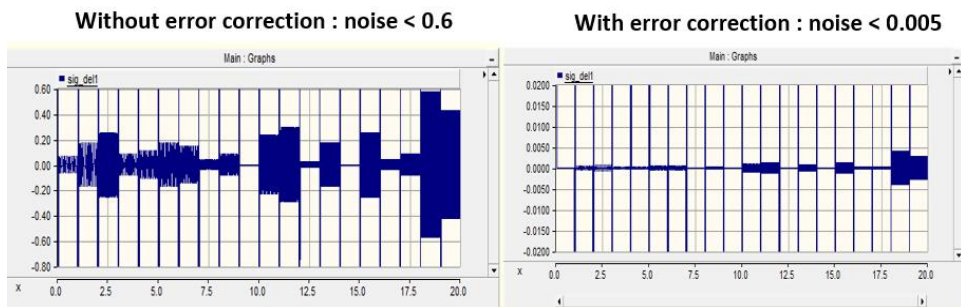 Without error correction : noise < 0.6
With error correction : noise < 0.005
Main : Graphs
sig_del1
0.60
0.40
0.20
0.00
-0.20
-0.40
-0.60
-0.80
x 0.0 2.5 5.0 7.5 10.0 12.5 15.0 17.5 20.0
Main : Graphs
sig_del1
0.0200
0.0150
0.0100
0.0050
0.0000
-0.0050
-0.0100
-0.0150
-0.0200
x 0.0 2.5 5.0 7.5 10.0 12.5 15.0 17.5 20.0